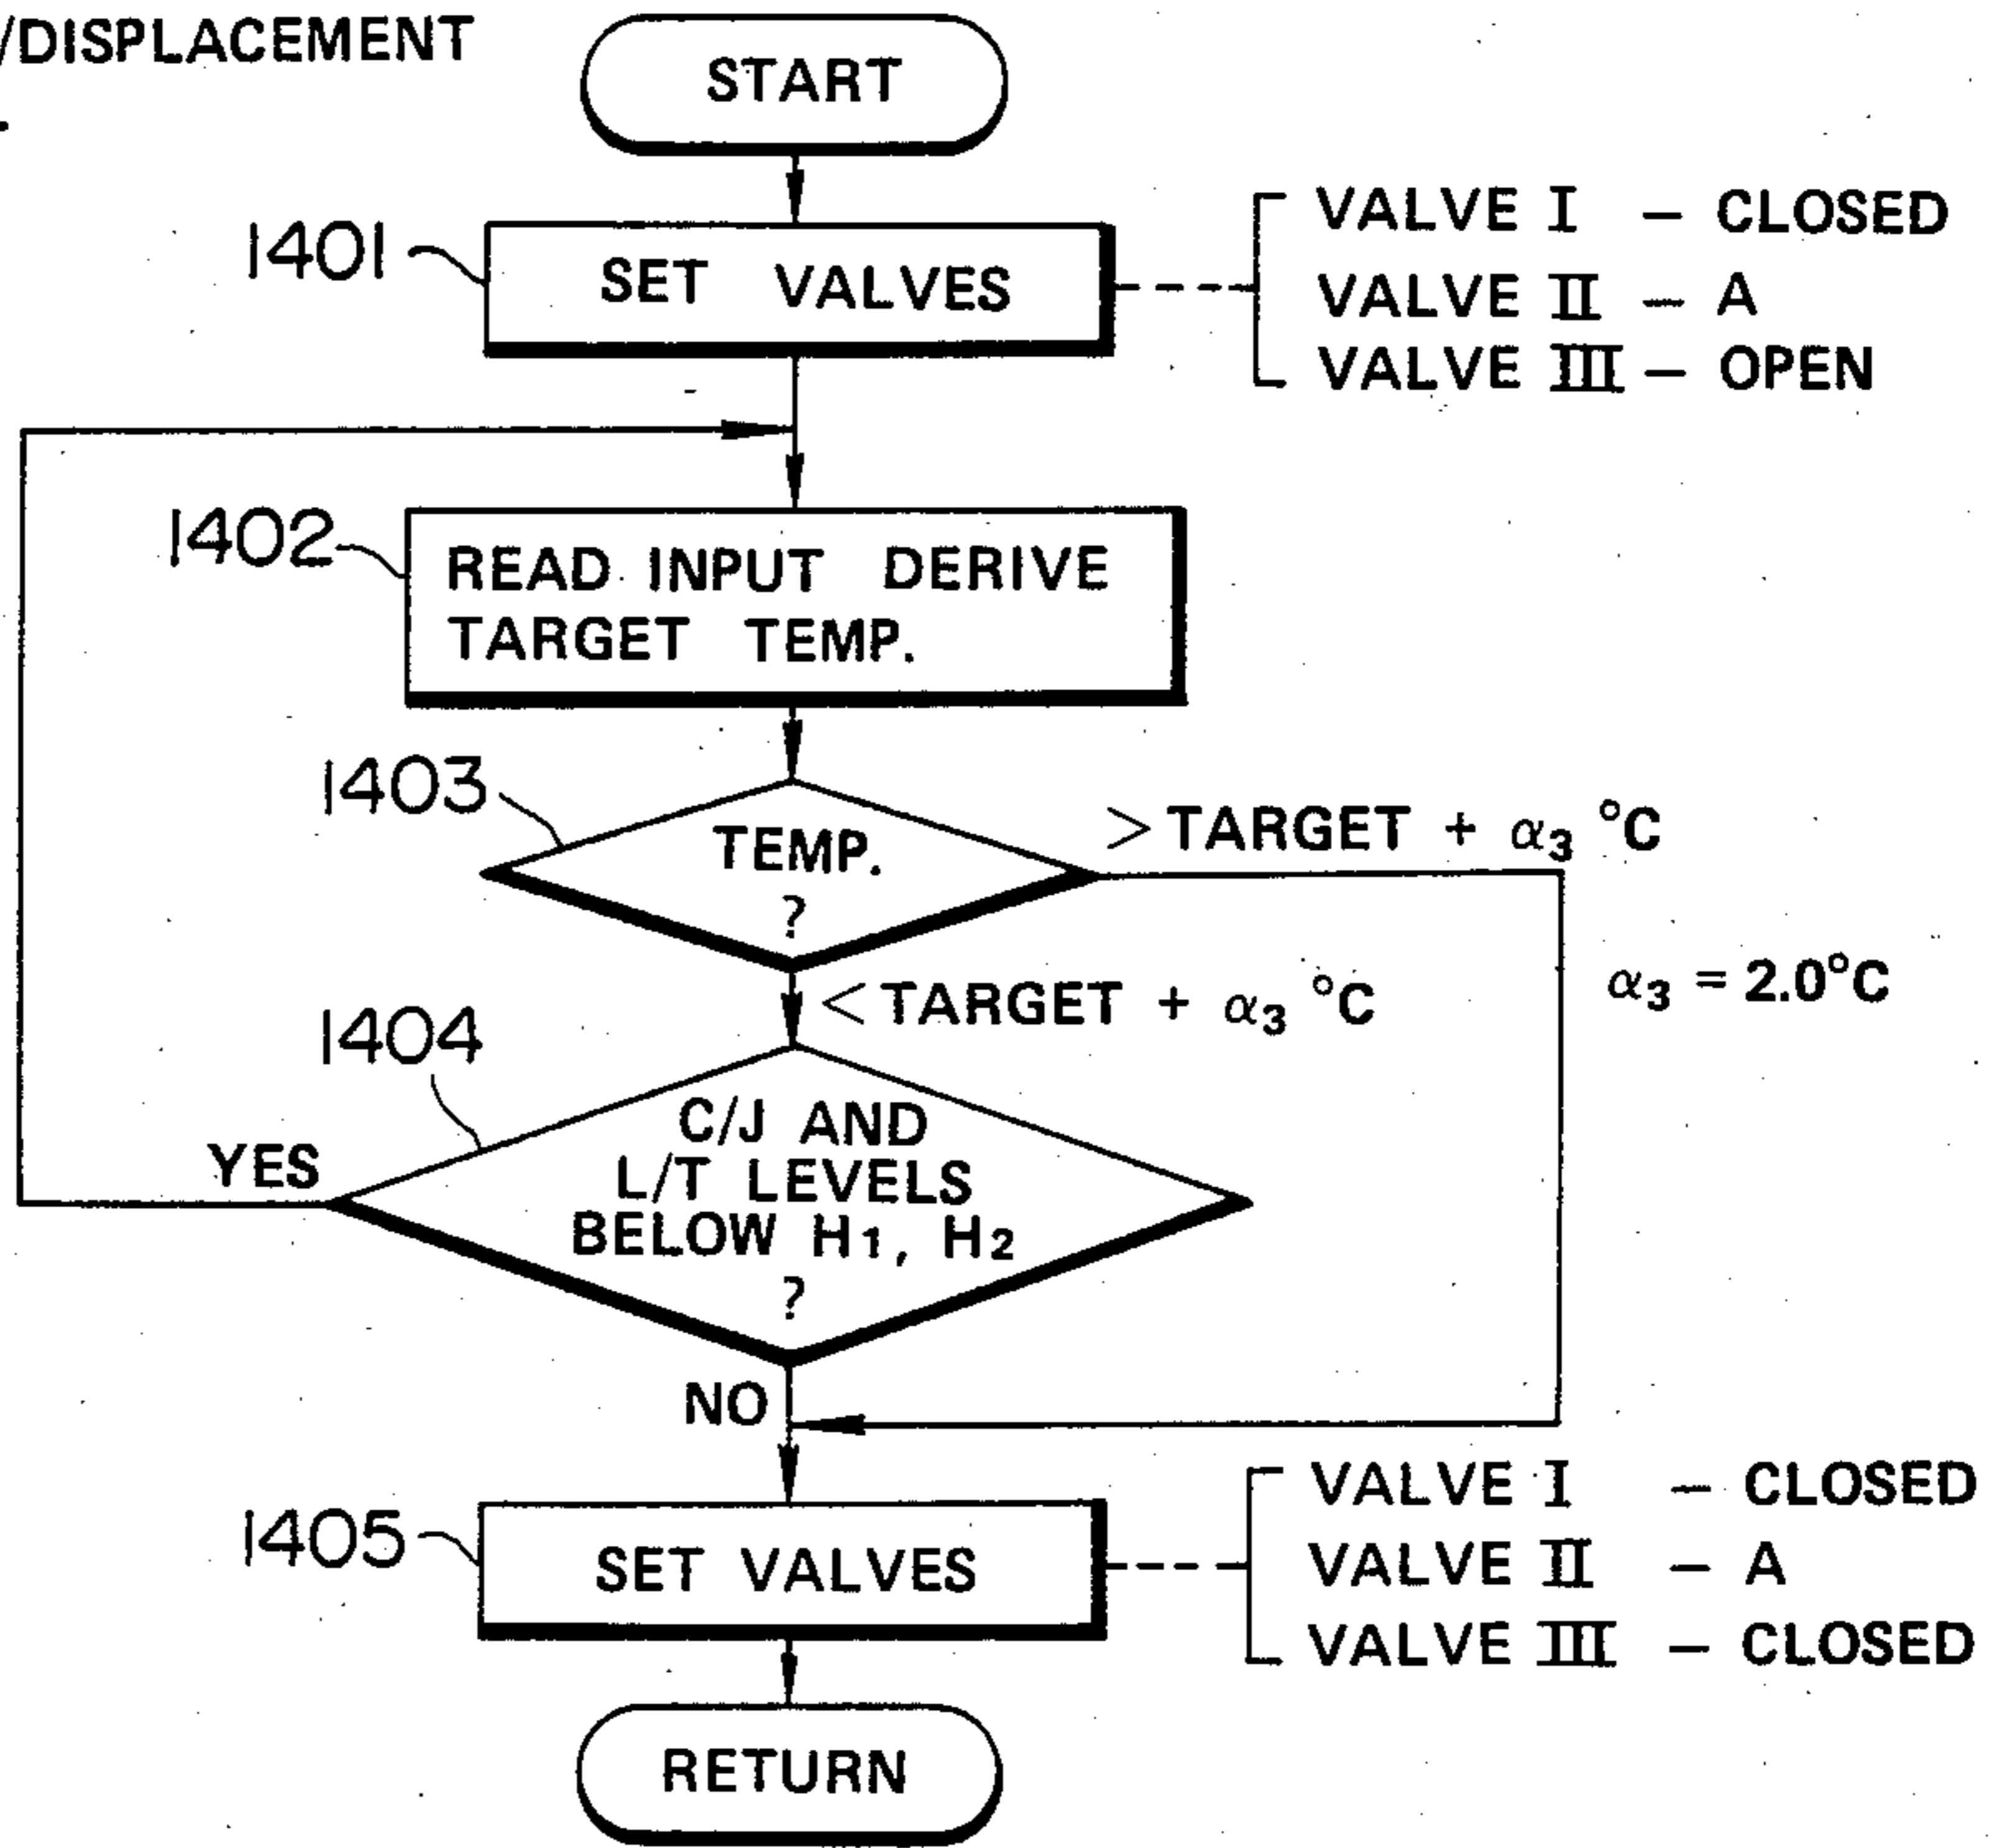 /DISPLACEMENT
START
1401
SET VALVES
VALVE I – CLOSED
VALVE II – A
VALVE III – OPEN
1402
READ INPUT DERIVE
TARGET TEMP.
1403
TEMP.
?
> TARGET + α3 °C
α3 = 2.0°C
< TARGET + α3 °C
1404
C/J AND
L/T LEVELS
BELOW H1, H2
?
YES
NO
1405
SET VALVES
VALVE I – CLOSED
VALVE II – A
VALVE III – CLOSED
RETURN